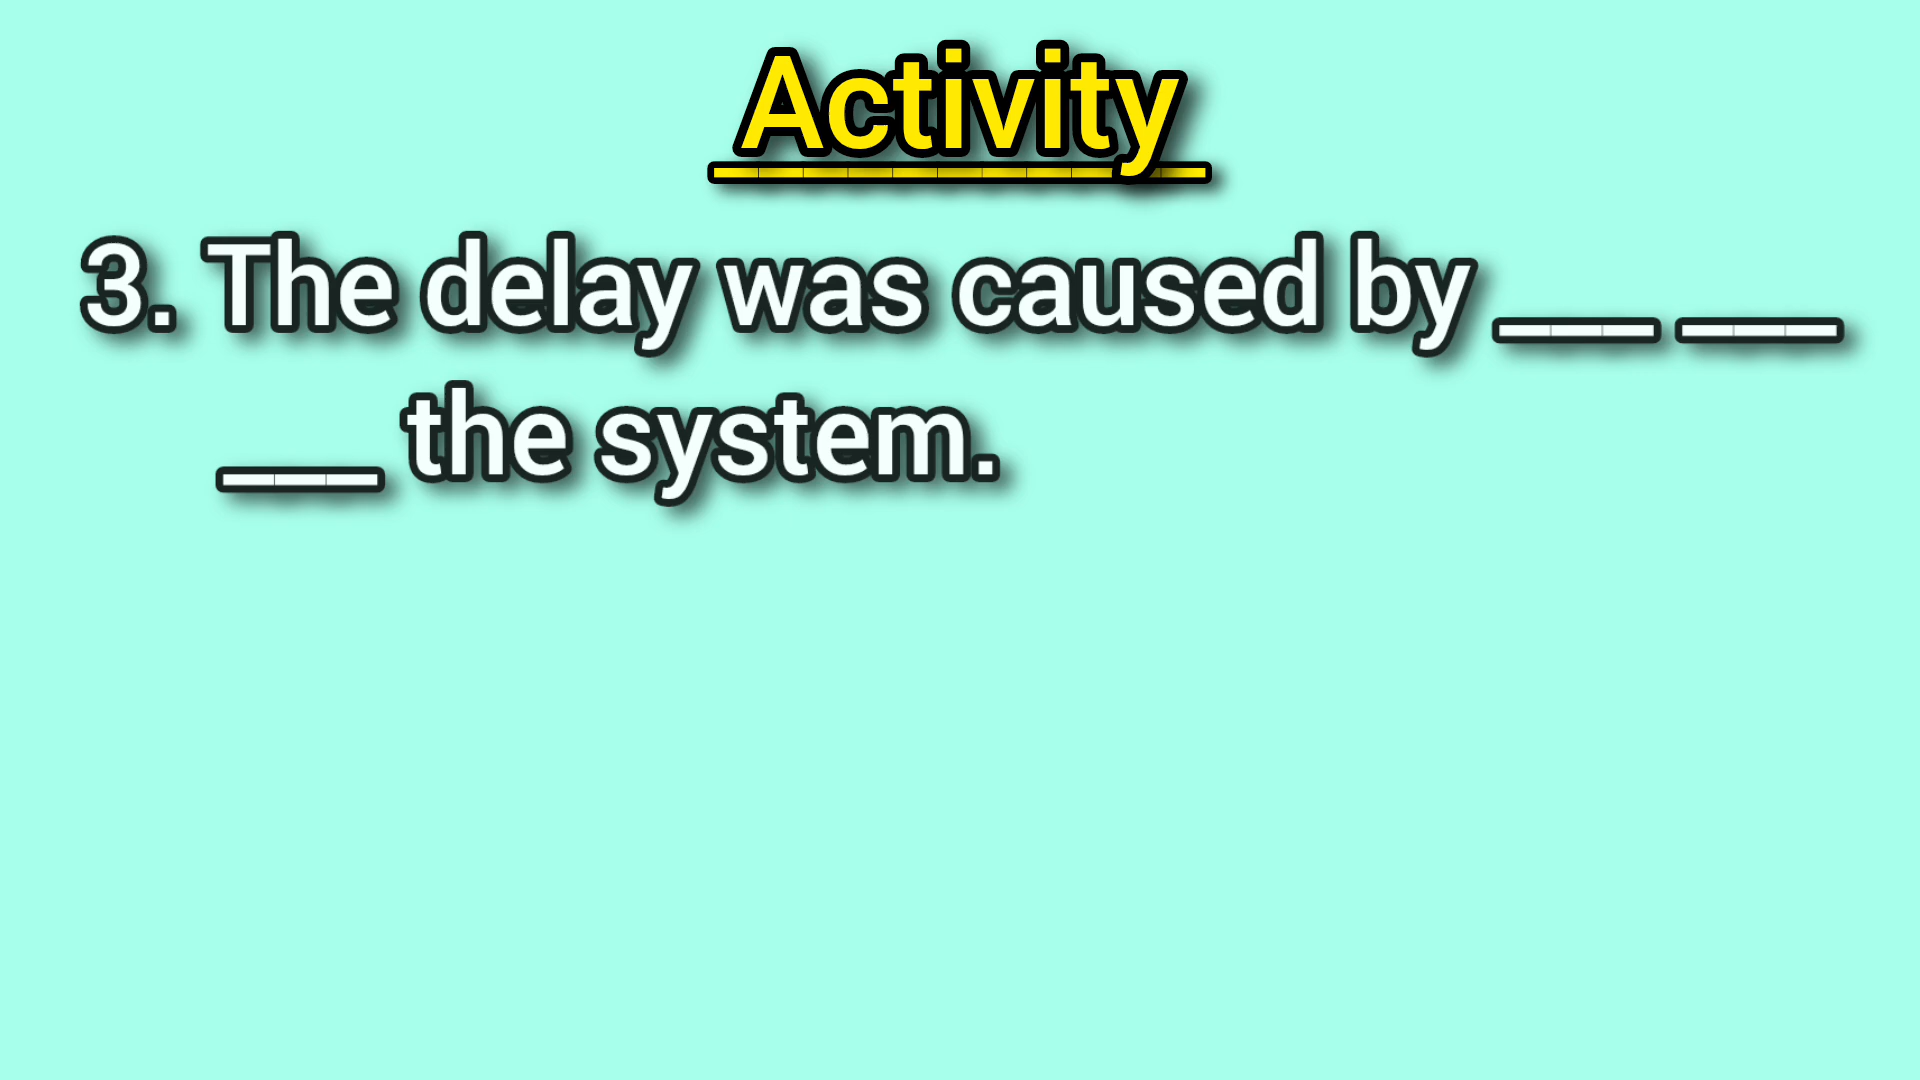 Activity
3. The delay was caused by ___ ___
___ the system.